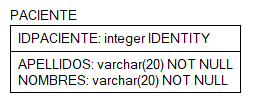 PACIENTE
IDPACIENTE: integer IDENTITY
APELLIDOS: varchar(20) NOT NULL
NOMBRES: varchar(20) NOT NULL